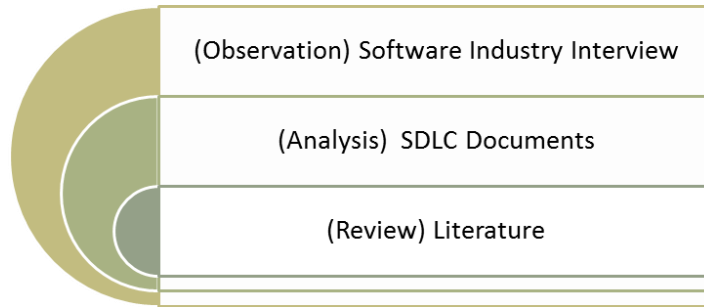 (Observation) Software Industry Interview
(Analysis) SDLC Documents
(Review) Literature